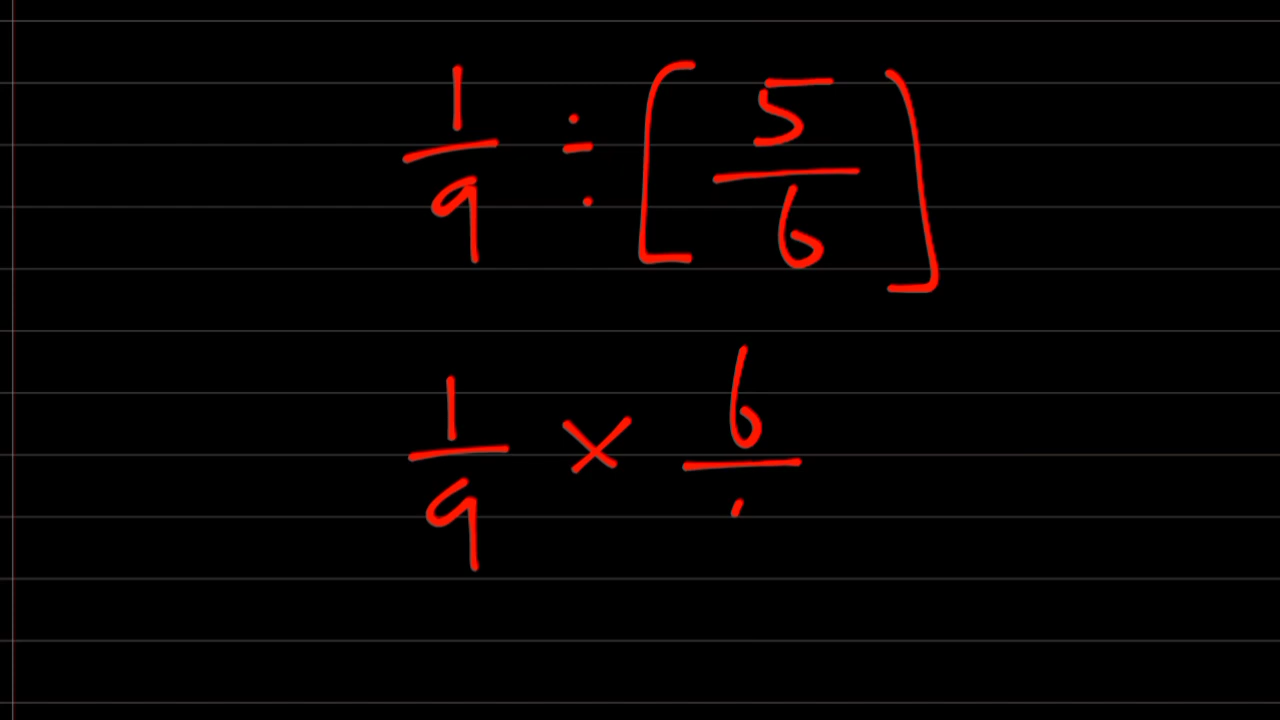 1/9 ÷ [5/6]
1/9 × 6/